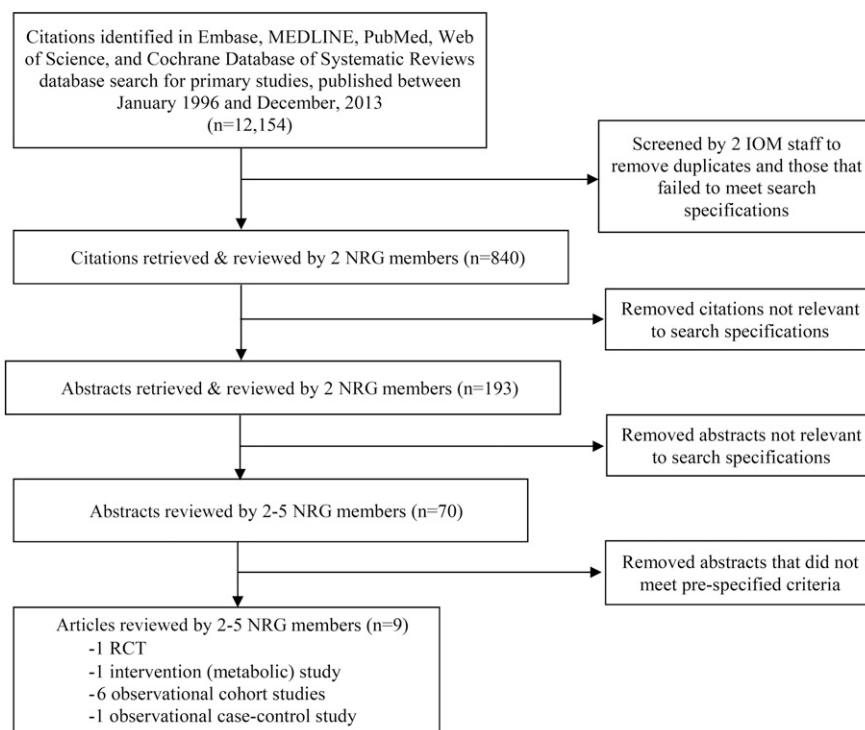 Citations identified in Embase, MEDLINE, PubMed, Web
of Science, and Cochrane Database of Systematic Reviews
database search for primary studies, published between
January 1996 and December, 2013
(n=12,154)
Screened by 2 IOM staff to
remove duplicates and those that
failed to meet search
specifications
Citations retrieved & reviewed by 2 NRG members (n=840)
Removed citations not relevant
to search specifications
Abstracts retrieved & reviewed by 2 NRG members (n=193)
Removed abstracts not relevant
to search specifications
Abstracts reviewed by 2-5 NRG members (n=70)
Removed abstracts that did not
meet pre-specified criteria
Articles reviewed by 2-5 NRG members (n=9)
-1 RCT
-1 intervention (metabolic) study
-6 observational cohort studies
-1 observational case-control study